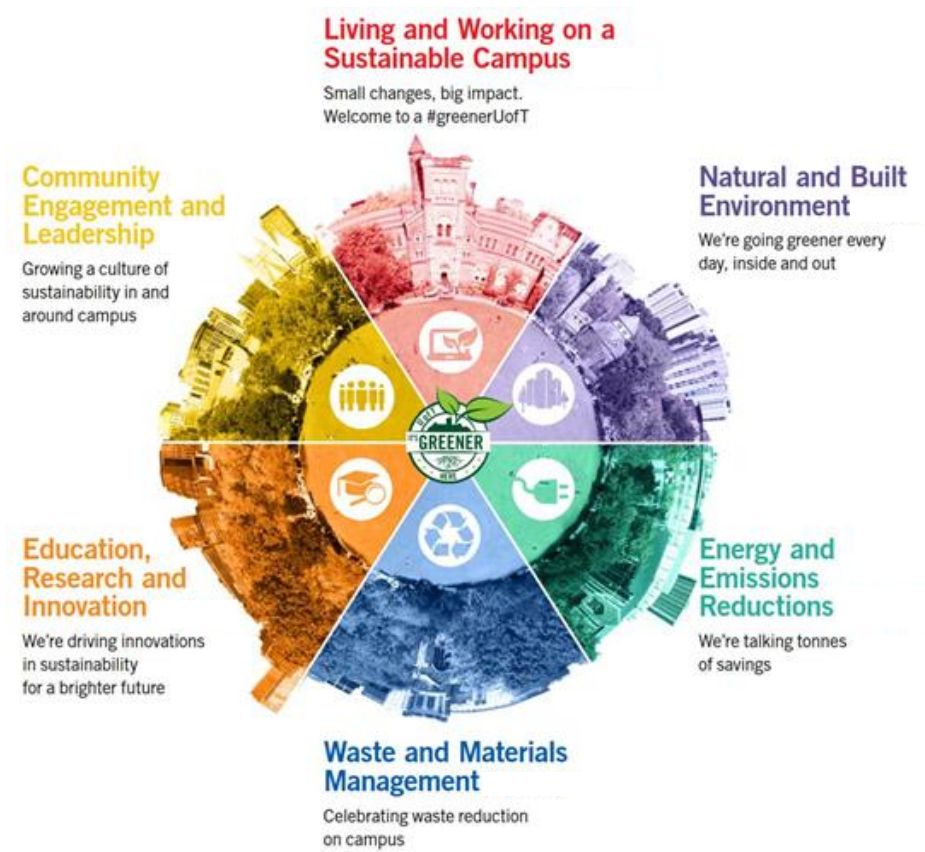 Living and Working on a
Sustainable Campus
Small changes, big impact.
Welcome to a #greenerUofT
Community
Engagement and
Leadership
Growing a culture of
sustainability in and
around campus
Natural and Built
Environment
We're going greener every
day, inside and out
UofT
IT'S GREENER
HERE
Education,
Research and
Innovation
We're driving innovations
in sustainability
for a brighter future
Energy and
Emissions
Reductions
We're talking tonnes
of savings
Waste and Materials
Management
Celebrating waste reduction
on campus